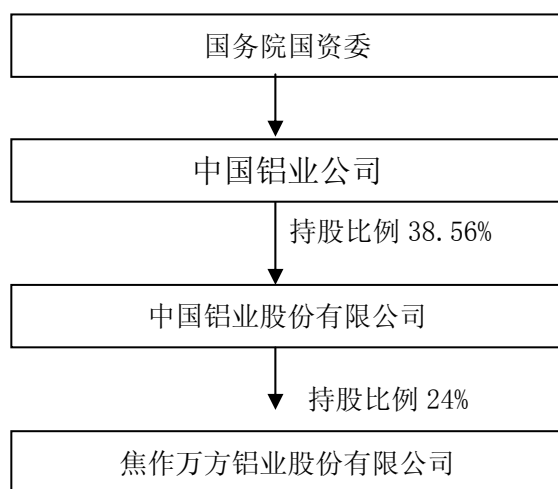 国务院国资委
中国铝业公司
持股比例 38.56%
中国铝业股份有限公司
持股比例 24%
焦作万方铝业股份有限公司